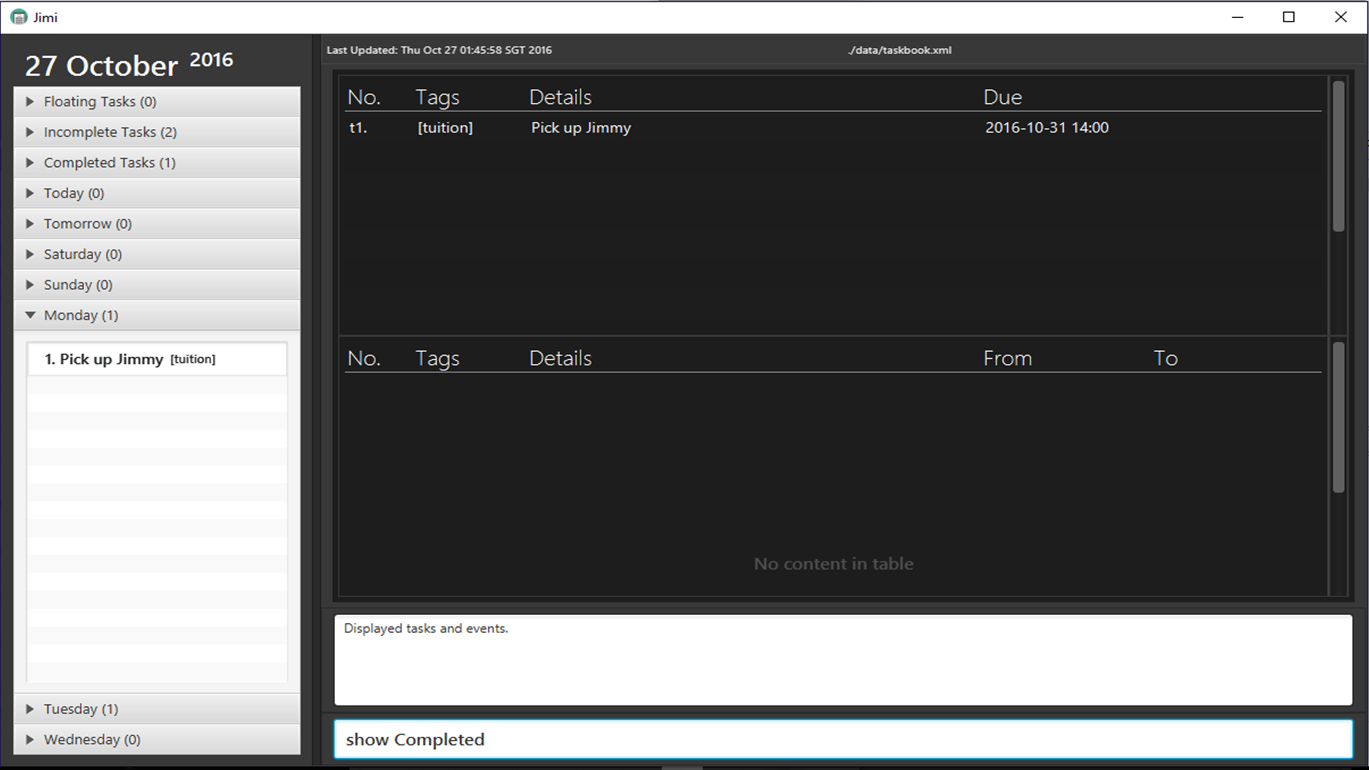 Jimi
27 October 2016
Floating Tasks (0)
Incomplete Tasks (2)
Completed Tasks (1)
Today (0)
Tomorrow (0)
Saturday (0)
Sunday (0)
Monday (1)
1. Pick up Jimmy [tuition]
Tuesday (1)
Wednesday (0)
Last Updated: Thu Oct 27 01:45:58 SGT 2016 ./data/taskbook.xml
No. Tags Details Due
t1. [tuition] Pick up Jimmy 2016-10-31 14:00
No. Tags Details From To
No content in table
Displayed tasks and events.
show Completed